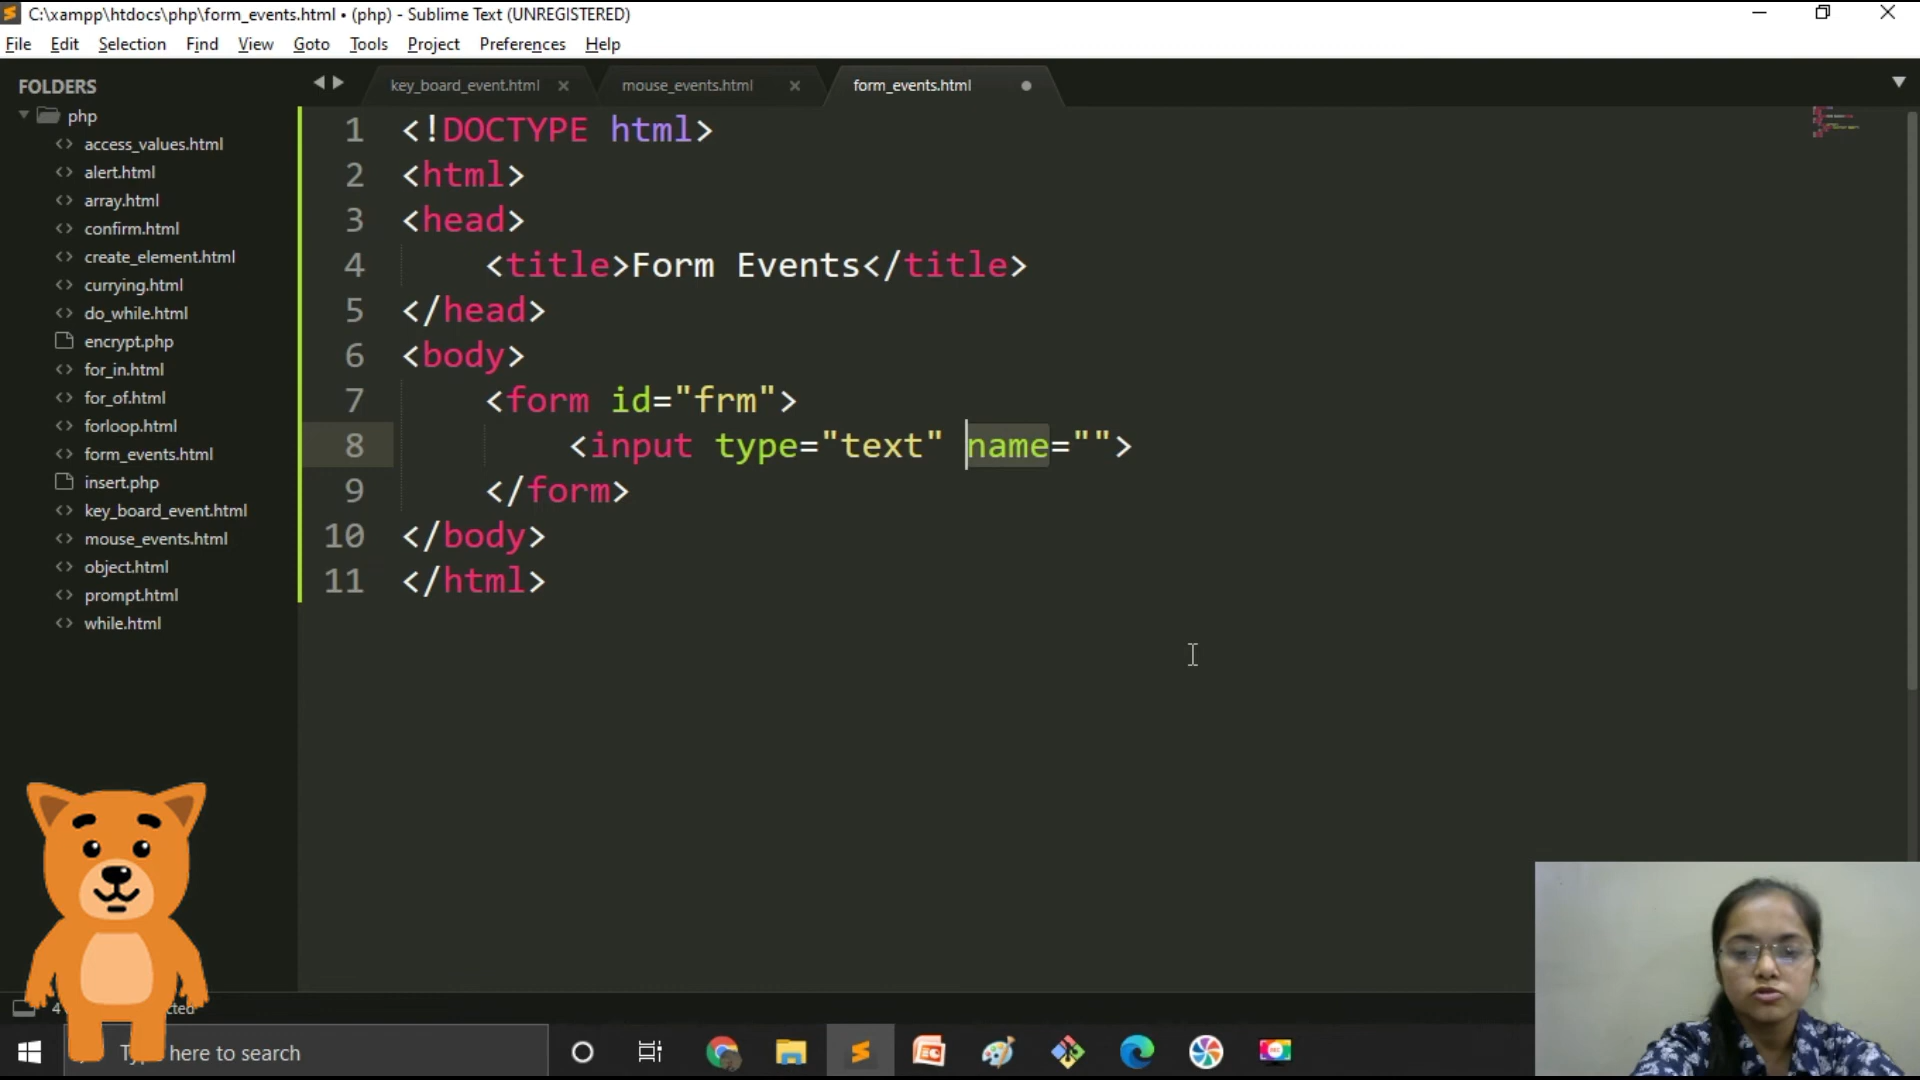 C:\xampp\htdocs\php\form_events.html • (php) - Sublime Text (UNREGISTERED)
File Edit Selection Find View Goto Tools Project Preferences Help
FOLDERS
php
access_values.html
alert.html
array.html
confirm.html
create_element.html
currying.html
do_while.html
encrypt.php
for_in.html
for_of.html
forloop.html
form_events.html
insert.php
key_board_event.html
mouse_events.html
object.html
prompt.html
while.html
key_board_event.html mouse_events.html form_events.html
1 <!DOCTYPE html>
2 <html>
3 <head>
4 <title>Form Events</title>
5 </head>
6 <body>
7 <form id="frm">
8 <input type="text" name="">
9 </form>
10 </body>
11 </html>
4
here to search